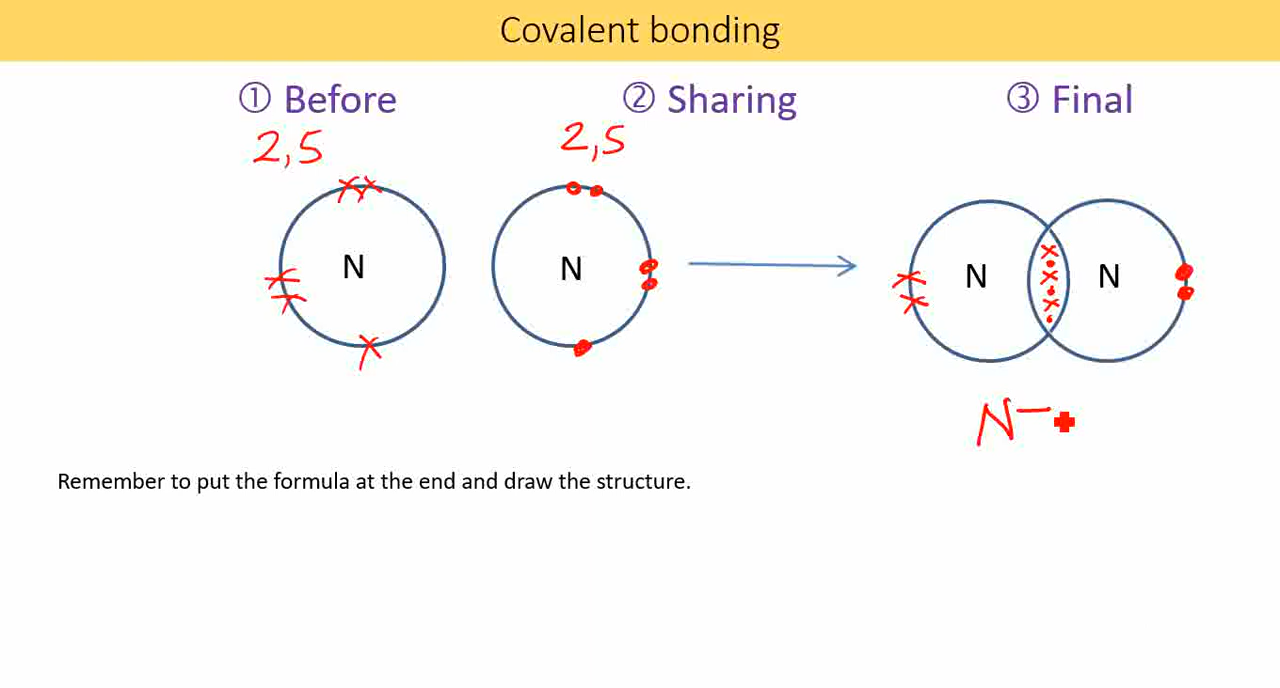 Covalent bonding
① Before
② Sharing
③ Final
2,5
2,5
N
N
N
N
N-
Remember to put the formula at the end and draw the structure.